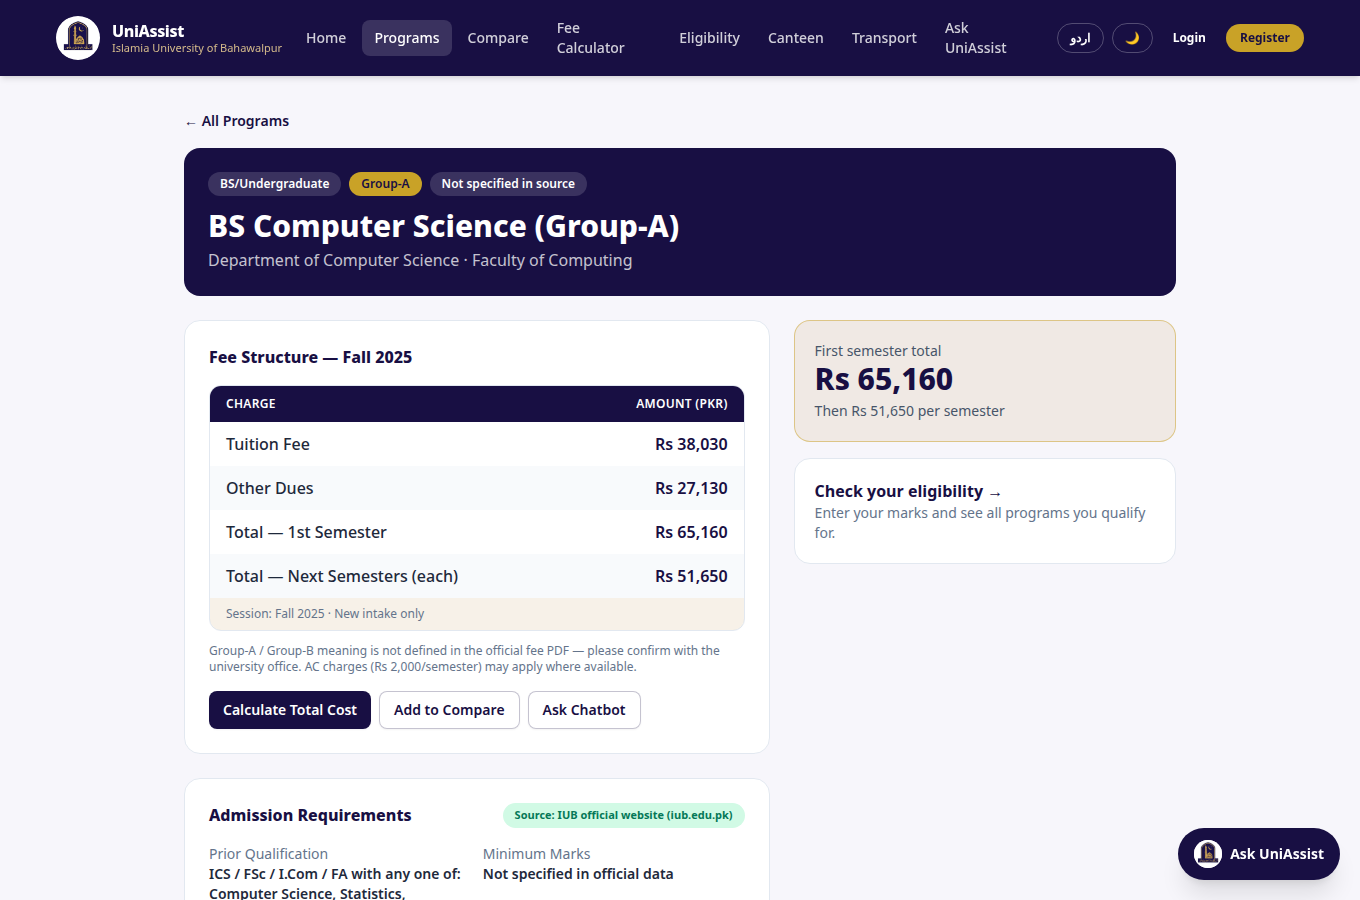 UniAssist
Islamia University of Bahawalpur
Home
Programs
Compare
Fee
Calculator
Eligibility
Canteen
Transport
Ask
UniAssist
اردو
Login
Register
← All Programs
BS/Undergraduate
Group-A
Not specified in source
BS Computer Science (Group-A)
Department of Computer Science · Faculty of Computing
Fee Structure — Fall 2025
CHARGE AMOUNT (PKR)
Tuition Fee Rs 38,030
Other Dues Rs 27,130
Total — 1st Semester Rs 65,160
Total — Next Semesters (each) Rs 51,650
Session: Fall 2025 · New intake only
Group-A / Group-B meaning is not defined in the official fee PDF — please confirm with the
university office. AC charges (Rs 2,000/semester) may apply where available.
Calculate Total Cost
Add to Compare
Ask Chatbot
First semester total
Rs 65,160
Then Rs 51,650 per semester
Check your eligibility →
Enter your marks and see all programs you qualify
for.
Admission Requirements
Source: IUB official website (iub.edu.pk)
Prior Qualification
ICS / FSc / I.Com / FA with any one of:
Computer Science, Statistics,
Minimum Marks
Not specified in official data
Ask UniAssist